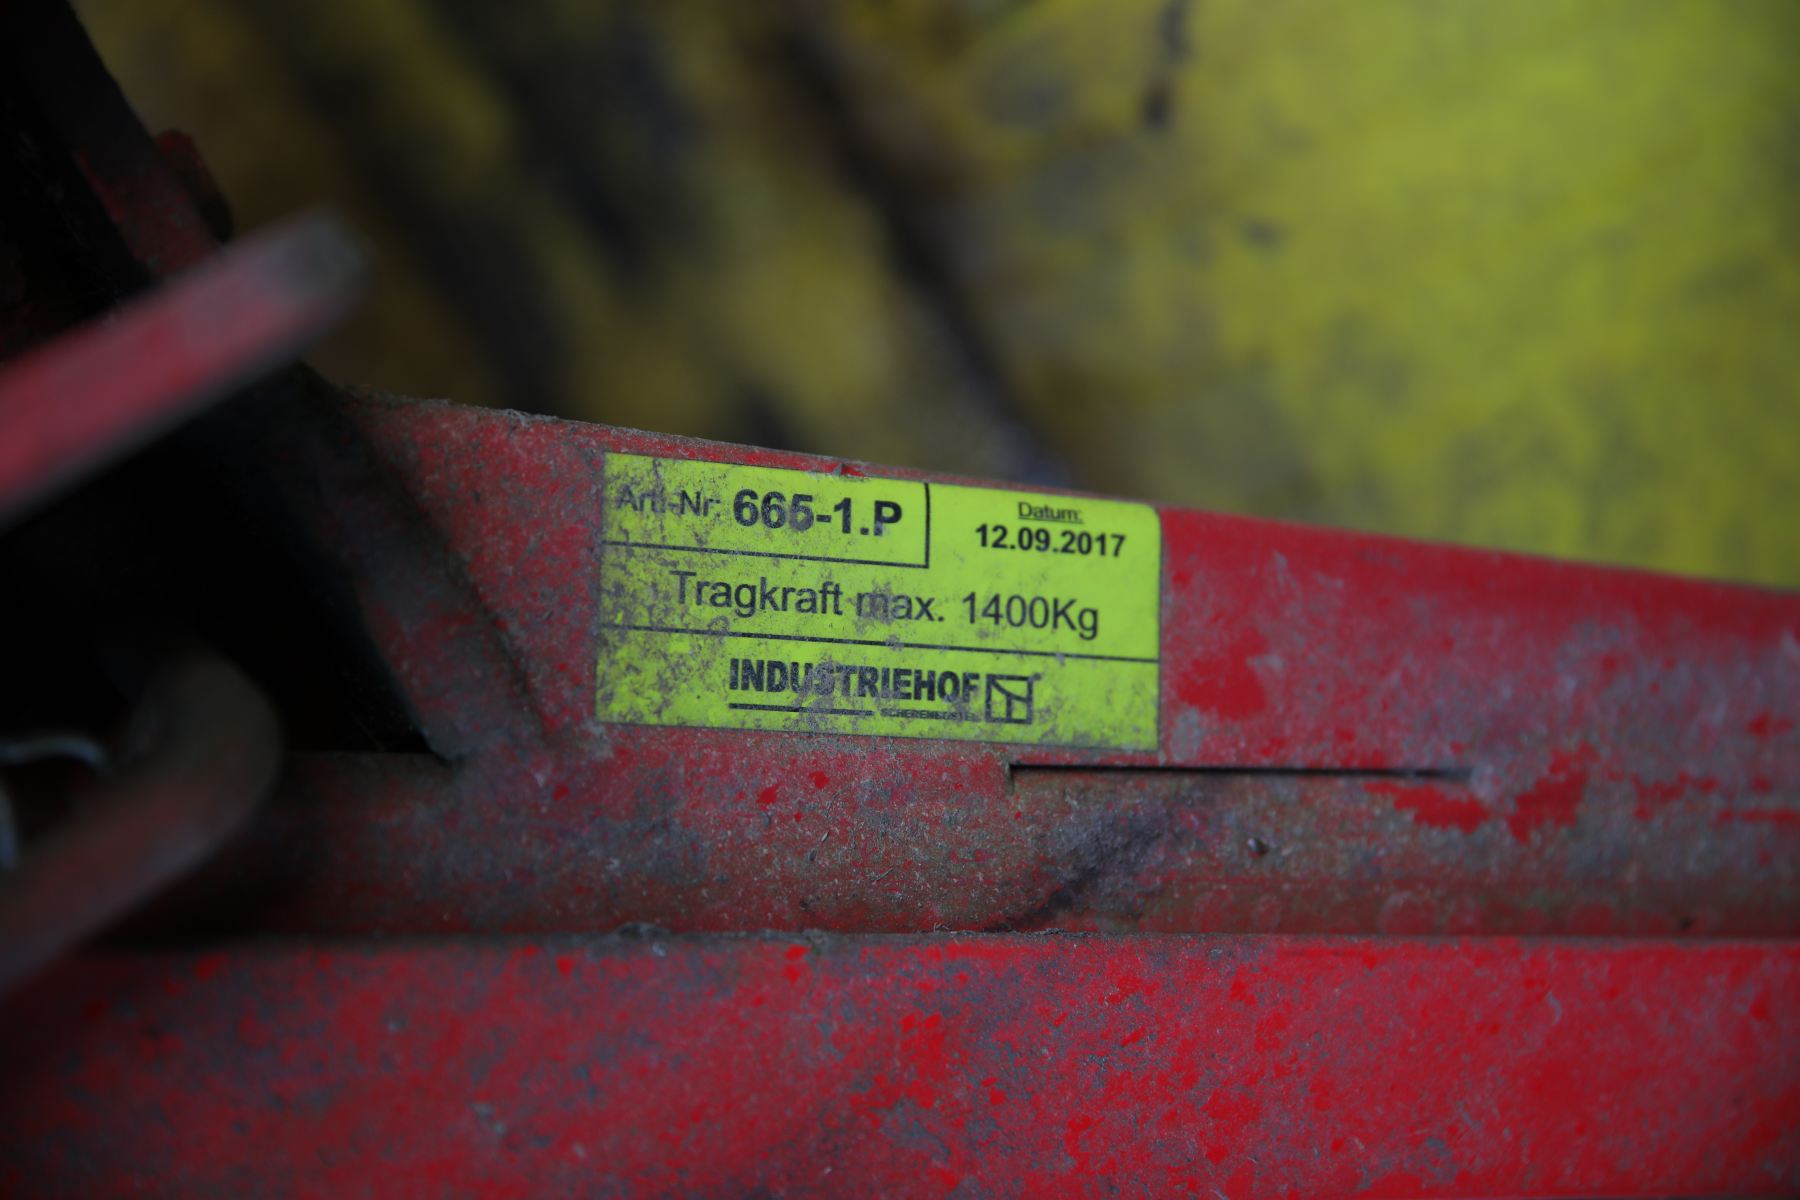 Art.-Nr: 665-1.P
Datum:
12.09.2017
Tragkraft max. 1400Kg
INDUSTRIEHOF